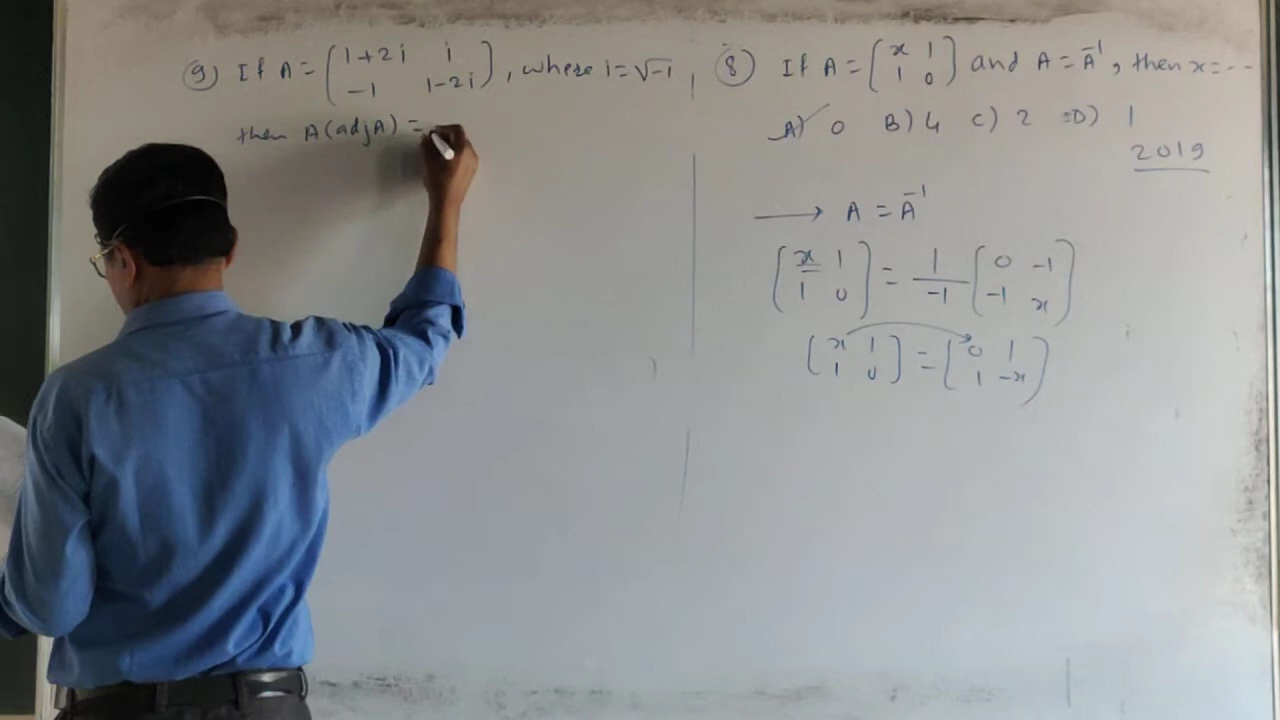 9) If A = (1+2i i
-1 1-2i), where i = √-1
then A(adjA) =
8) If A = (x 1
1 0) and A = A⁻¹, then x = --
A) 0 B) 4 C) 2 D) 1
2019
→ A = A⁻¹
(x 1
1 0) = 1/-1 (0 -1
-1 x)
(x 1
1 0) = (0 1
1 -x)